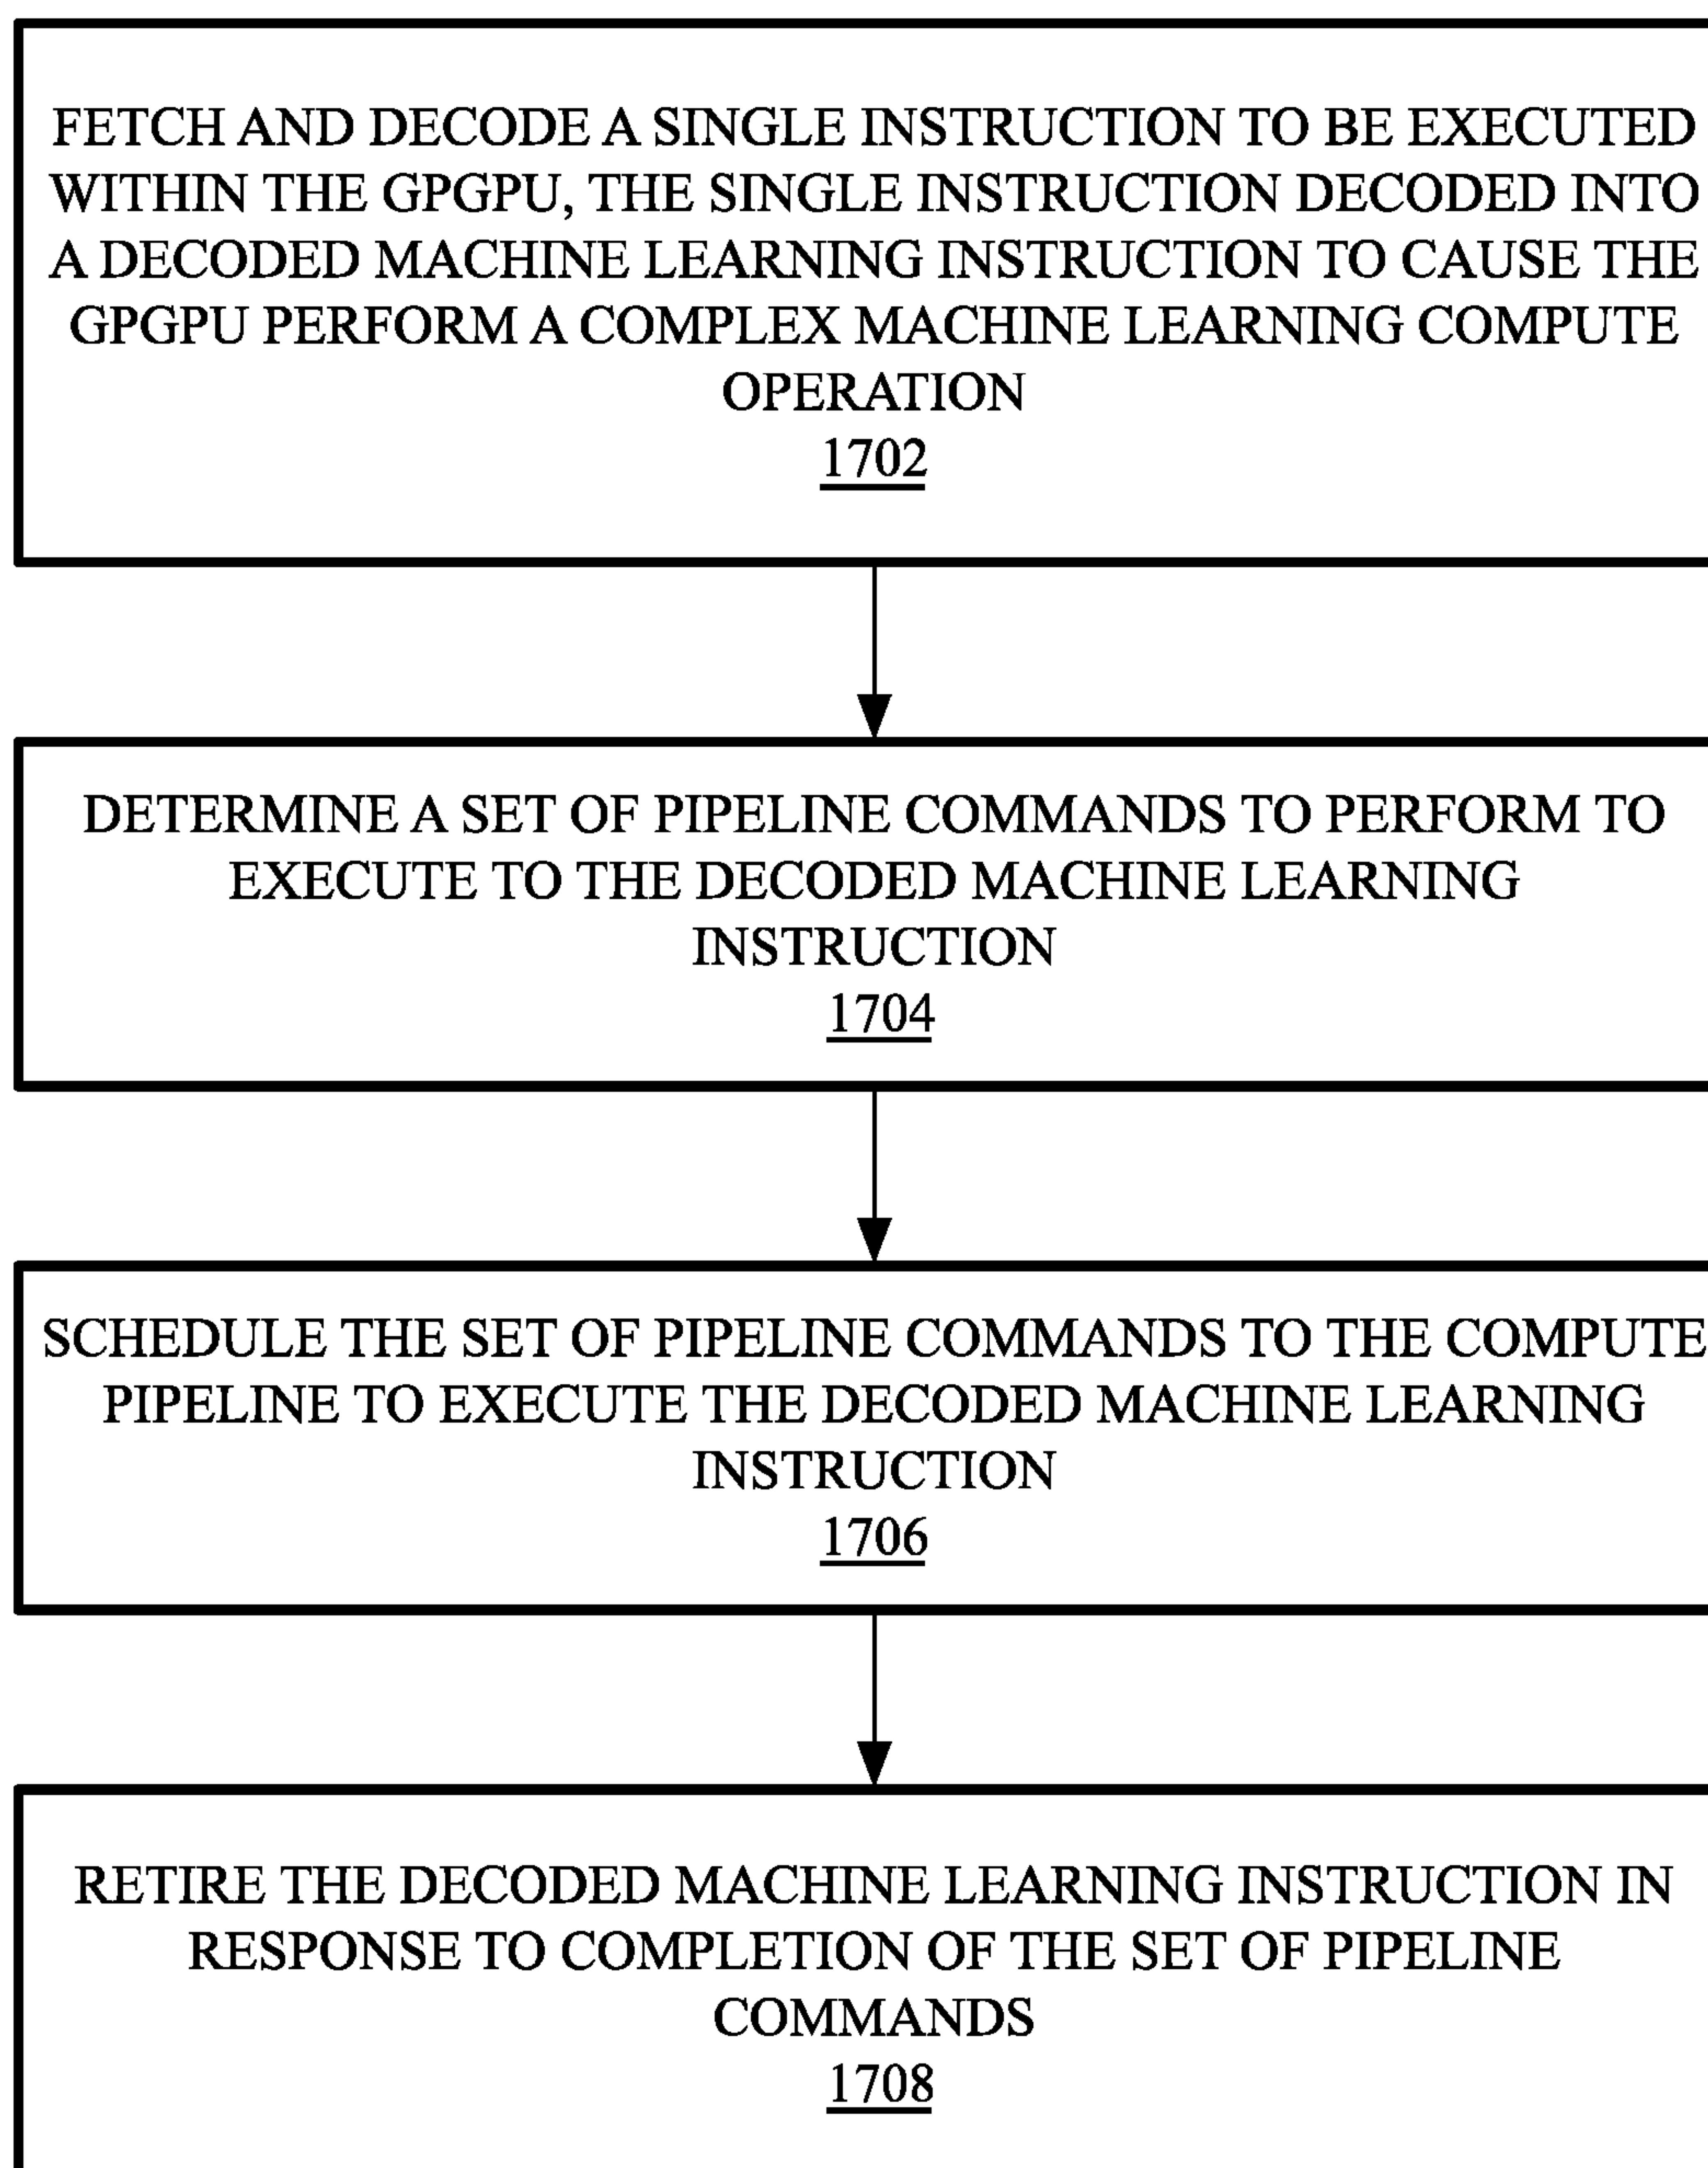 FETCH AND DECODE A SINGLE INSTRUCTION TO BE EXECUTED
WITHIN THE GPGPU, THE SINGLE INSTRUCTION DECODED INTO
A DECODED MACHINE LEARNING INSTRUCTION TO CAUSE THE
GPGPU PERFORM A COMPLEX MACHINE LEARNING COMPUTE
OPERATION
1702
DETERMINE A SET OF PIPELINE COMMANDS TO PERFORM TO
EXECUTE TO THE DECODED MACHINE LEARNING
INSTRUCTION
1704
SCHEDULE THE SET OF PIPELINE COMMANDS TO THE COMPUTE
PIPELINE TO EXECUTE THE DECODED MACHINE LEARNING
INSTRUCTION
1706
RETIRE THE DECODED MACHINE LEARNING INSTRUCTION IN
RESPONSE TO COMPLETION OF THE SET OF PIPELINE
COMMANDS
1708